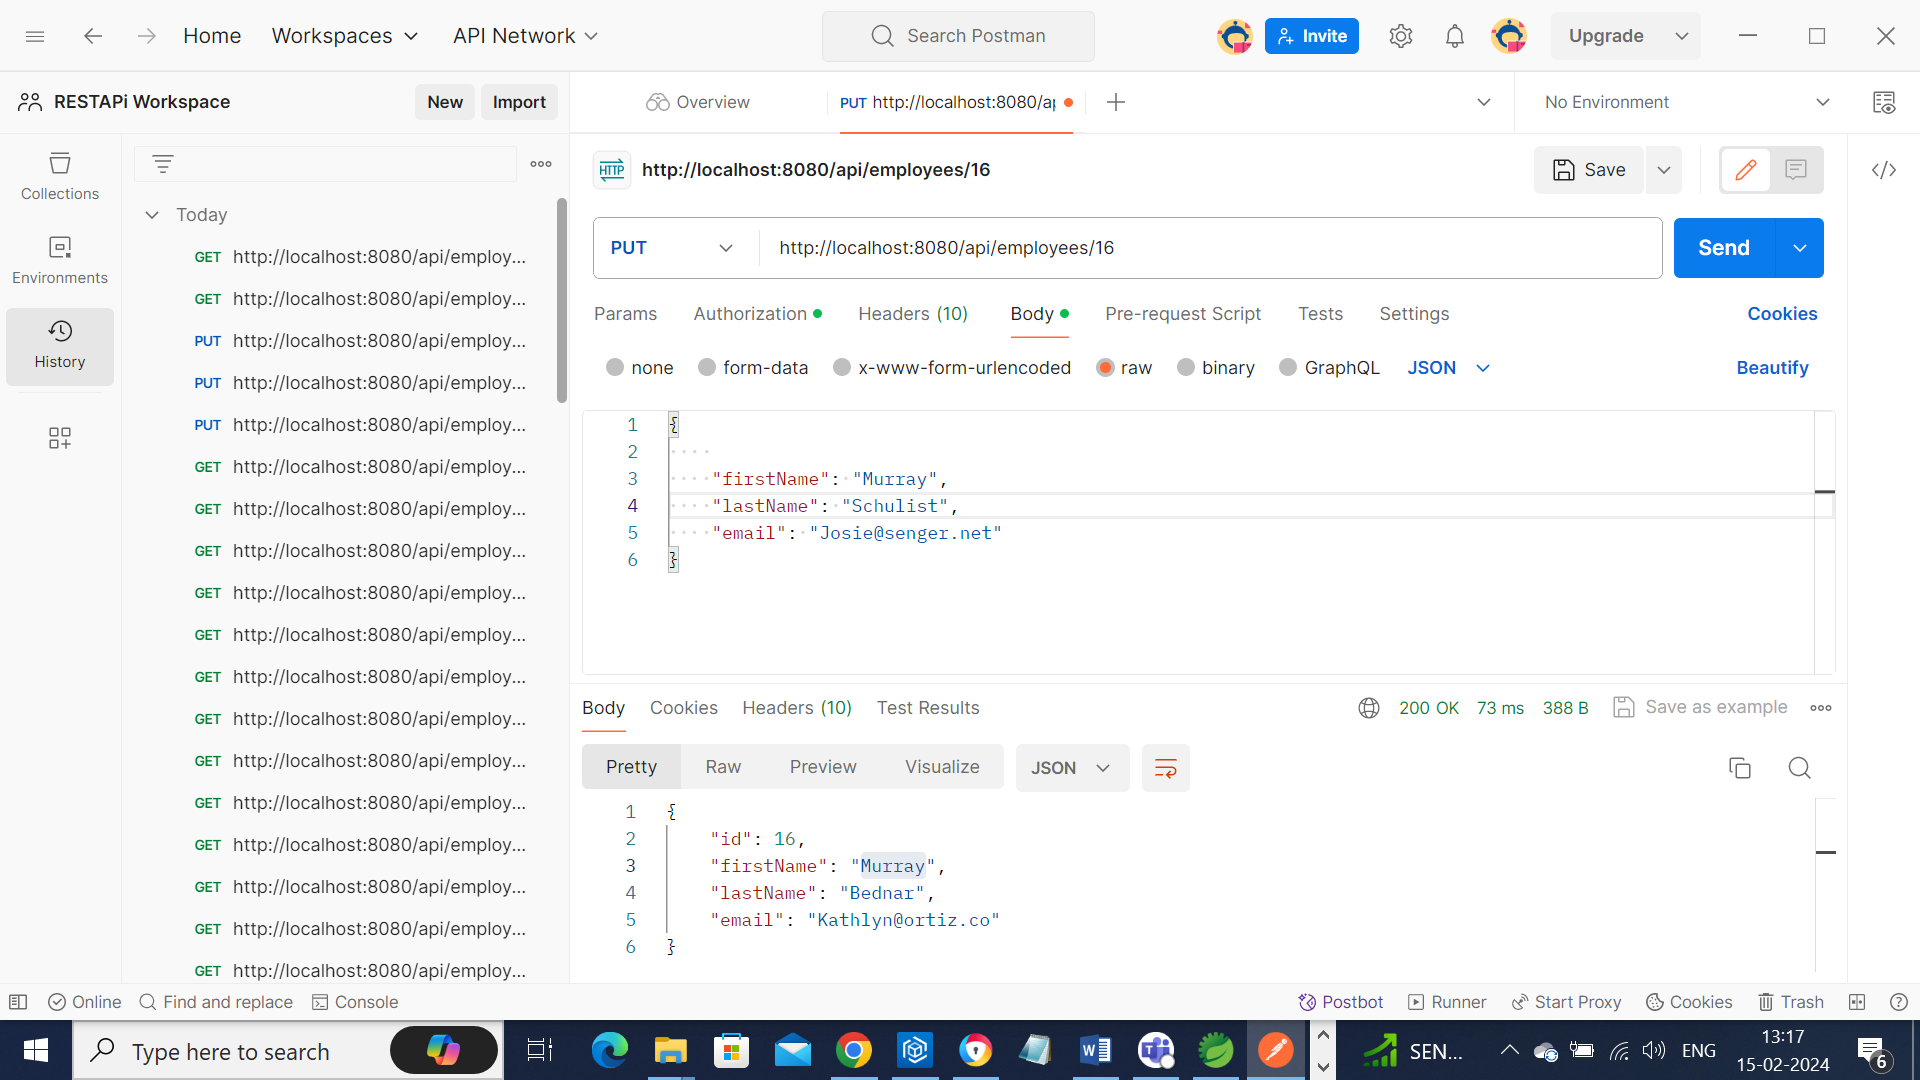 Home
Workspaces
API Network
Search Postman
Invite
Upgrade
RESTAPi Workspace
New
Import
Overview
PUT http://localhost:8080/ap
No Environment
Collections
Environments
History
Today
GET http://localhost:8080/api/employ...
GET http://localhost:8080/api/employ...
PUT http://localhost:8080/api/employ...
PUT http://localhost:8080/api/employ...
PUT http://localhost:8080/api/employ...
GET http://localhost:8080/api/employ...
GET http://localhost:8080/api/employ...
GET http://localhost:8080/api/employ...
GET http://localhost:8080/api/employ...
GET http://localhost:8080/api/employ...
GET http://localhost:8080/api/employ...
GET http://localhost:8080/api/employ...
GET http://localhost:8080/api/employ...
GET http://localhost:8080/api/employ...
GET http://localhost:8080/api/employ...
GET http://localhost:8080/api/employ...
GET http://localhost:8080/api/employ...
GET http://localhost:8080/api/employ...
HTTP http://localhost:8080/api/employees/16
Save
PUT
http://localhost:8080/api/employees/16
Send
Params Authorization Headers (10) Body Pre-request Script Tests Settings Cookies
none form-data x-www-form-urlencoded raw binary GraphQL JSON Beautify
1 {
2
3 "firstName": "Murray",
4 "lastName": "Schulist",
5 "email": "Josie@senger.net"
6 }
Body Cookies Headers (10) Test Results 200 OK 73 ms 388 B Save as example
Pretty Raw Preview Visualize JSON
1 {
2 "id": 16,
3 "firstName": "Murray",
4 "lastName": "Bednar",
5 "email": "Kathlyn@ortiz.co"
6 }
Online Find and replace Console Postbot Runner Start Proxy Cookies Trash
Type here to search
SEN...
ENG
13:17
15-02-2024
6